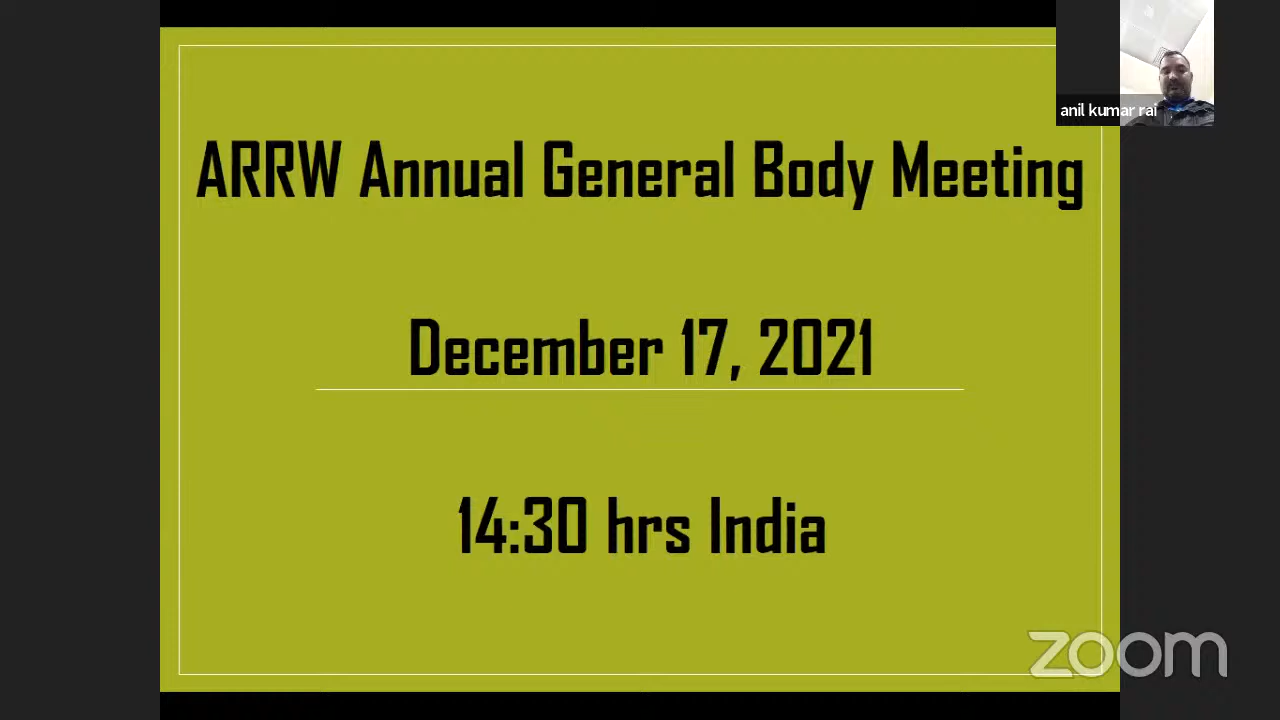 anil kumar rai
ARRW Annual General Body Meeting
December 17, 2021
14:30 hrs India
zoom